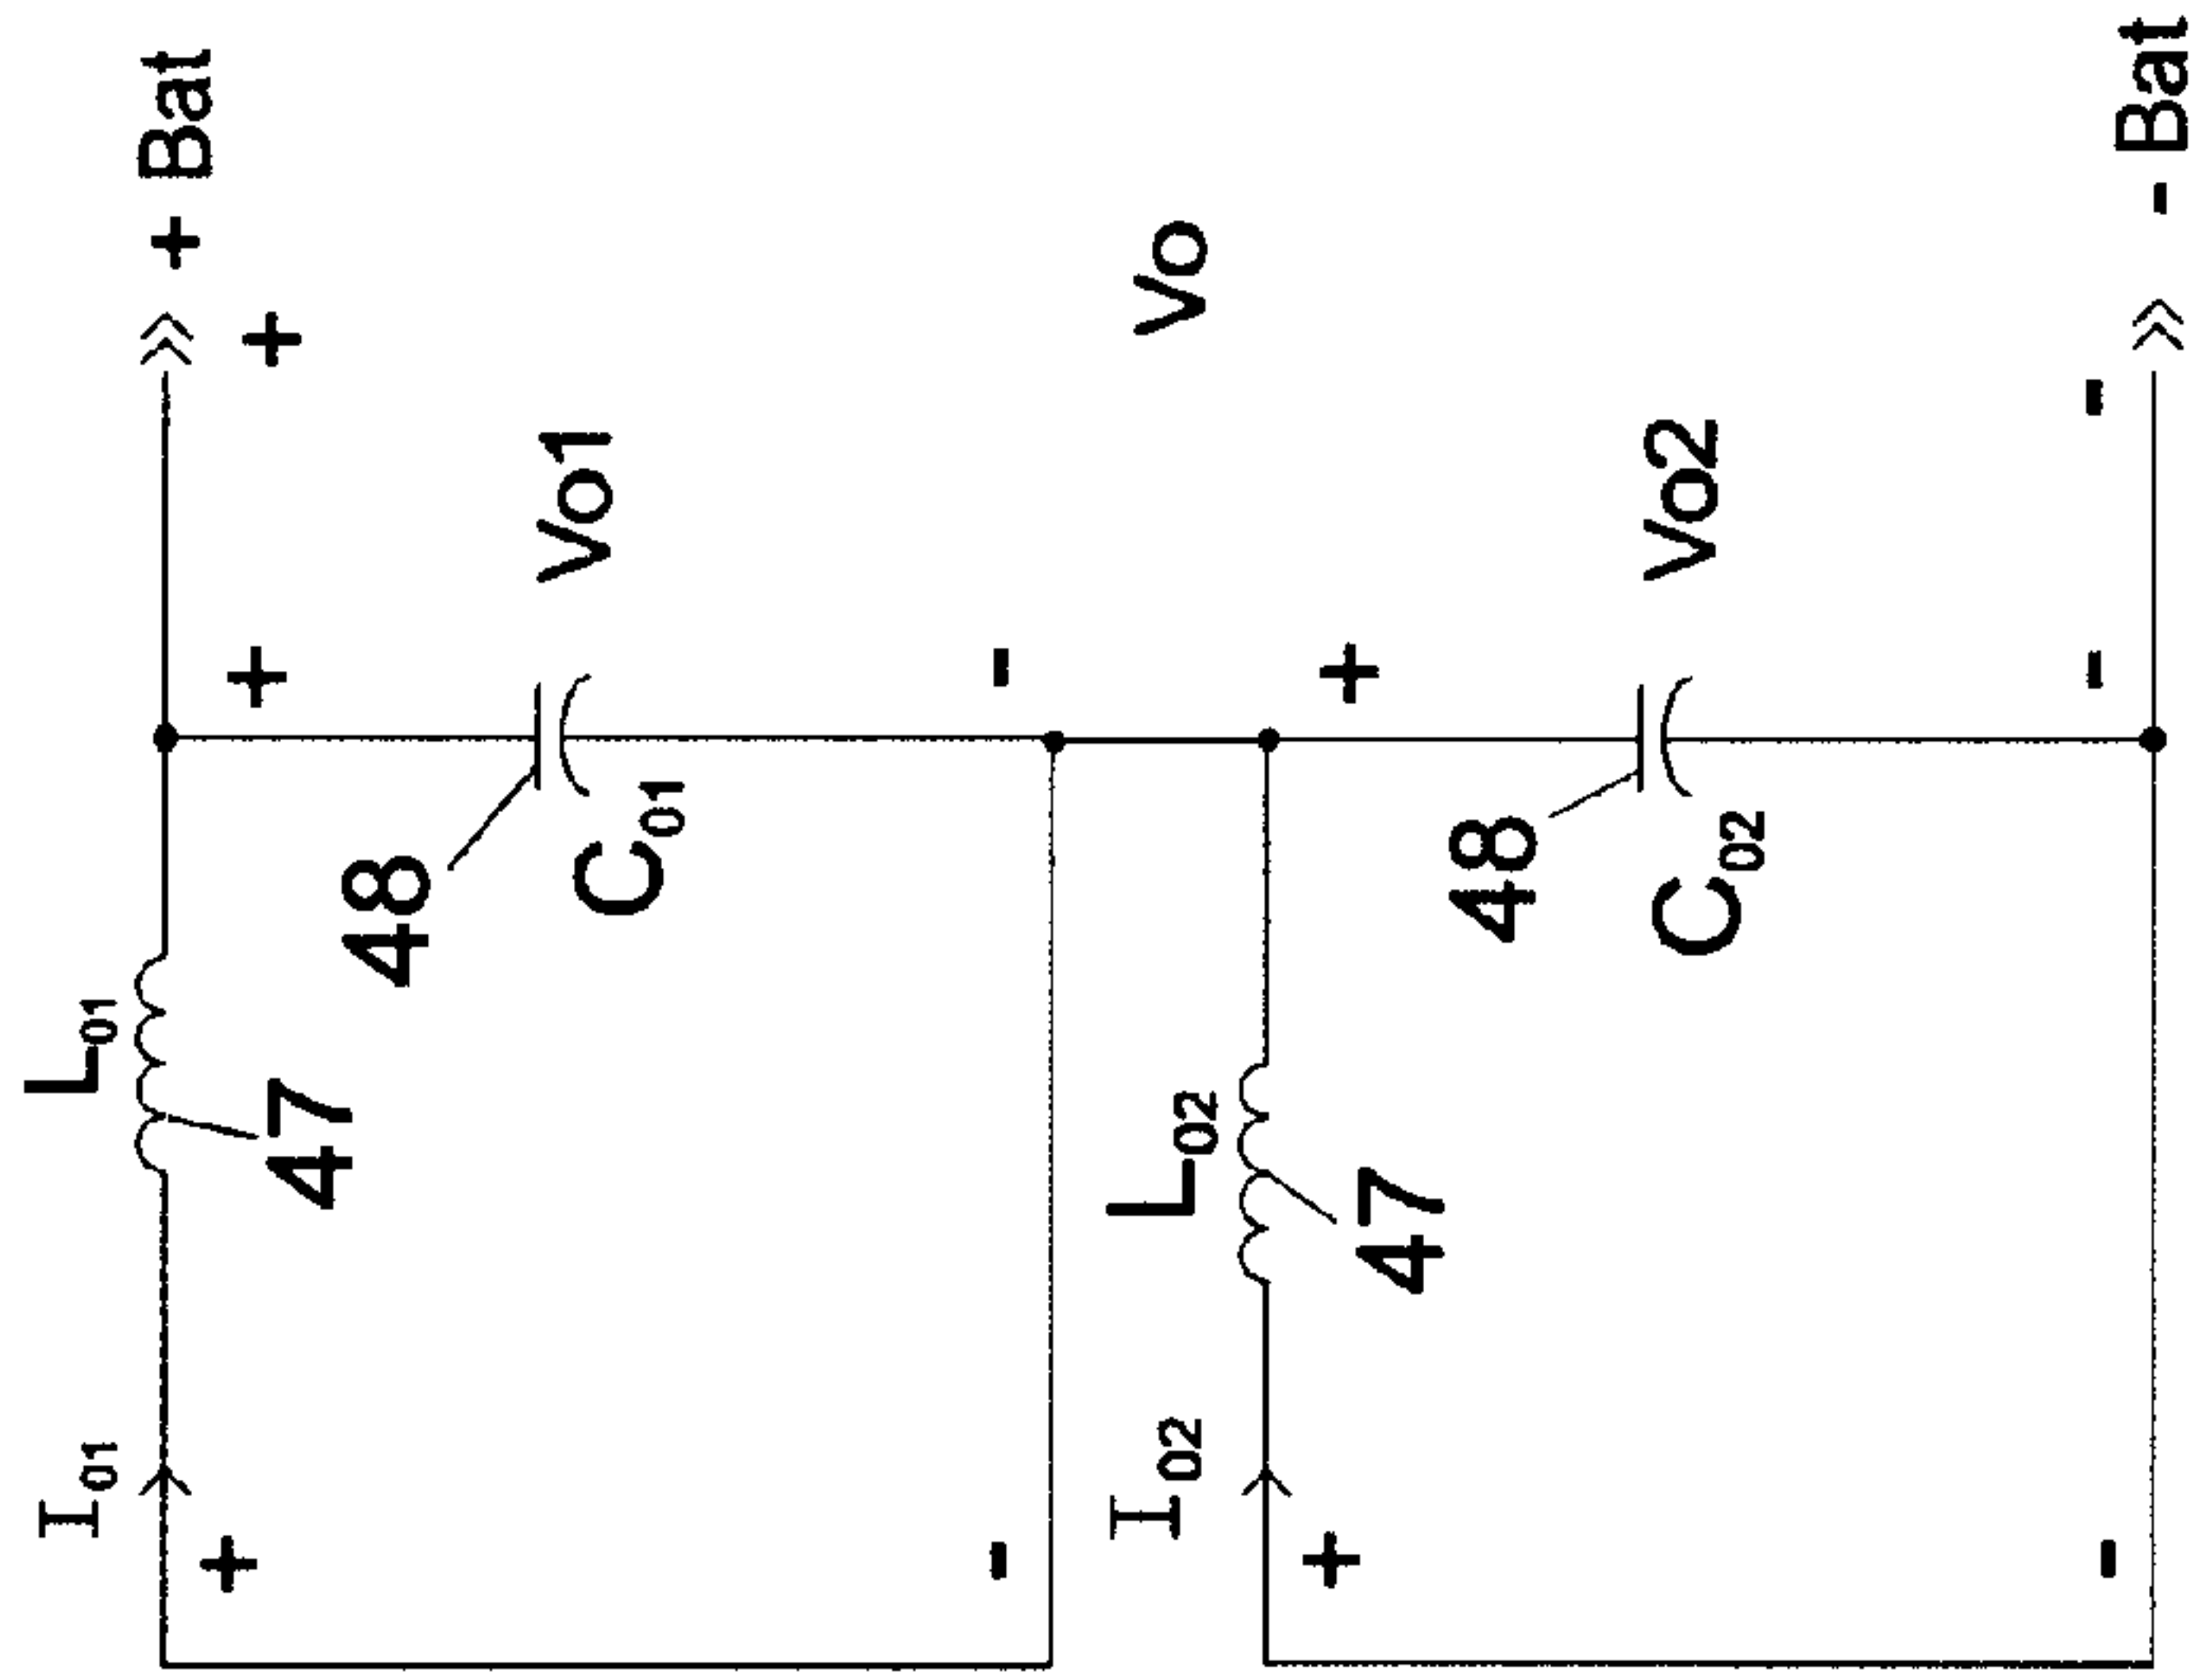 I₀₁ L₀₁
+ Bat
+ 47 + +
48
C₀₁ Vo1
- -
I₀₂ L₀₂ Vo
+ 47 +
48
C₀₂ Vo2
- - -
- Bat